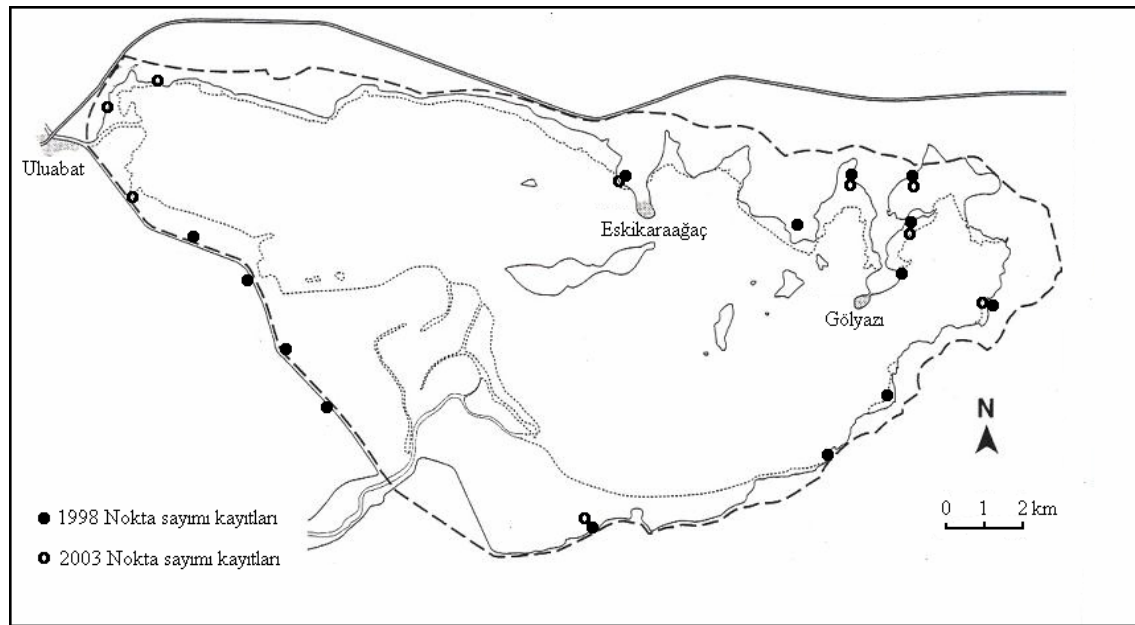 Uluabat
Eskikaraağaç
Gölyazı
N
0 1 2 km
1998 Nokta sayımı kayıtları
2003 Nokta sayımı kayıtları